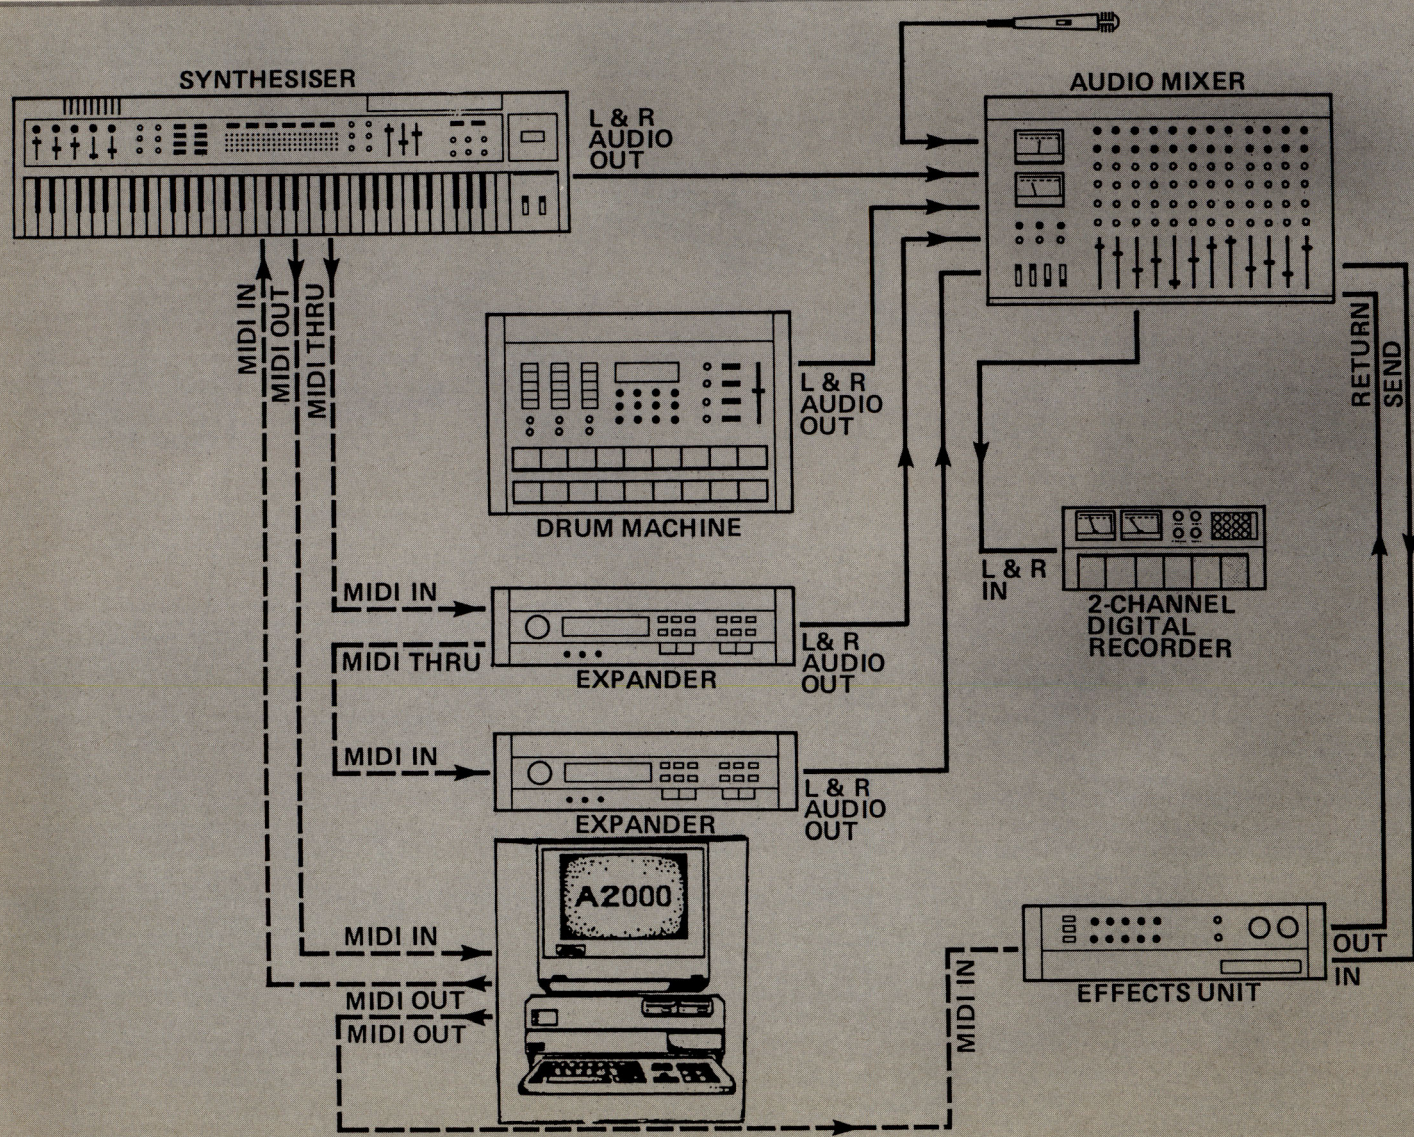 SYNTHESISER
AUDIO MIXER
L & R
AUDIO
OUT
MIDI IN
MIDI OUT
MIDI THRU
RETURN
SEND
L & R
AUDIO
OUT
DRUM MACHINE
L & R
IN
2-CHANNEL
DIGITAL
RECORDER
MIDI IN
MIDI THRU
EXPANDER
L& R
AUDIO
OUT
MIDI IN
EXPANDER
L & R
AUDIO
OUT
A2000
MIDI IN
MIDI OUT
MIDI OUT
MIDI IN
EFFECTS UNIT
OUT
IN